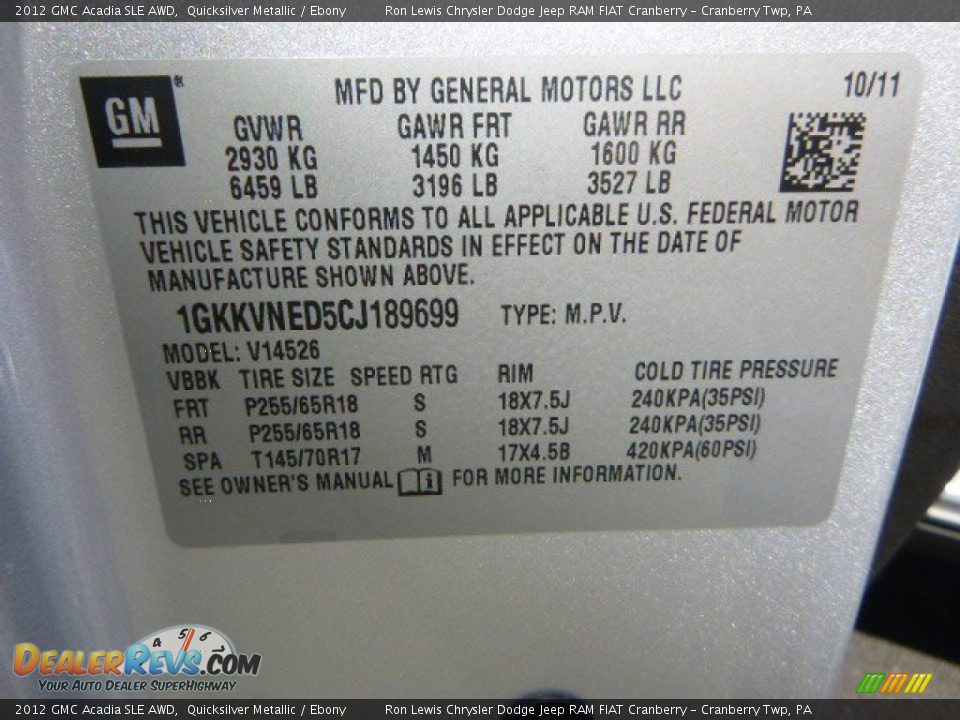 2012 GMC Acadia SLE AWD, Quicksilver Metallic / Ebony Ron Lewis Chrysler Dodge Jeep RAM FIAT Cranberry - Cranberry Twp, PA
GM ®
MFD BY GENERAL MOTORS LLC 10/11
GVWR GAWR FRT GAWR RR
2930 KG 1450 KG 1600 KG
6459 LB 3196 LB 3527 LB
THIS VEHICLE CONFORMS TO ALL APPLICABLE U.S. FEDERAL MOTOR
VEHICLE SAFETY STANDARDS IN EFFECT ON THE DATE OF
MANUFACTURE SHOWN ABOVE.
1GKKVNED5CJ189699 TYPE: M.P.V.
MODEL: V14526
VBBK TIRE SIZE SPEED RTG RIM COLD TIRE PRESSURE
FRT P255/65R18 S 18X7.5J 240KPA(35PSI)
RR P255/65R18 S 18X7.5J 240KPA(35PSI)
SPA T145/70R17 M 17X4.5B 420KPA(60PSI)
SEE OWNER'S MANUAL i FOR MORE INFORMATION.
4 5 6
DEALERREVS.COM
YOUR AUTO DEALER SUPERHIGHWAY
2012 GMC Acadia SLE AWD, Quicksilver Metallic / Ebony Ron Lewis Chrysler Dodge Jeep RAM FIAT Cranberry - Cranberry Twp, PA